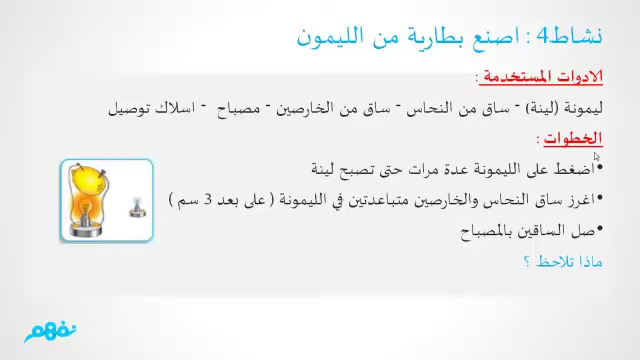 نشاط4 : اصنع بطارية من الليمون
الادوات المستخدمة :
ليمونة (لينة) - ساق من النحاس - ساق من الخارصين - مصباح - اسلاك توصيل
الخطوات :
•اضغط على الليمونة عدة مرات حتى تصبح لينة
•اغرز ساق النحاس والخارصين متباعدتين في الليمونة ( على بعد 3 سم )
•صل الساقين بالمصباح
ماذا تلاحظ ؟
نفهم